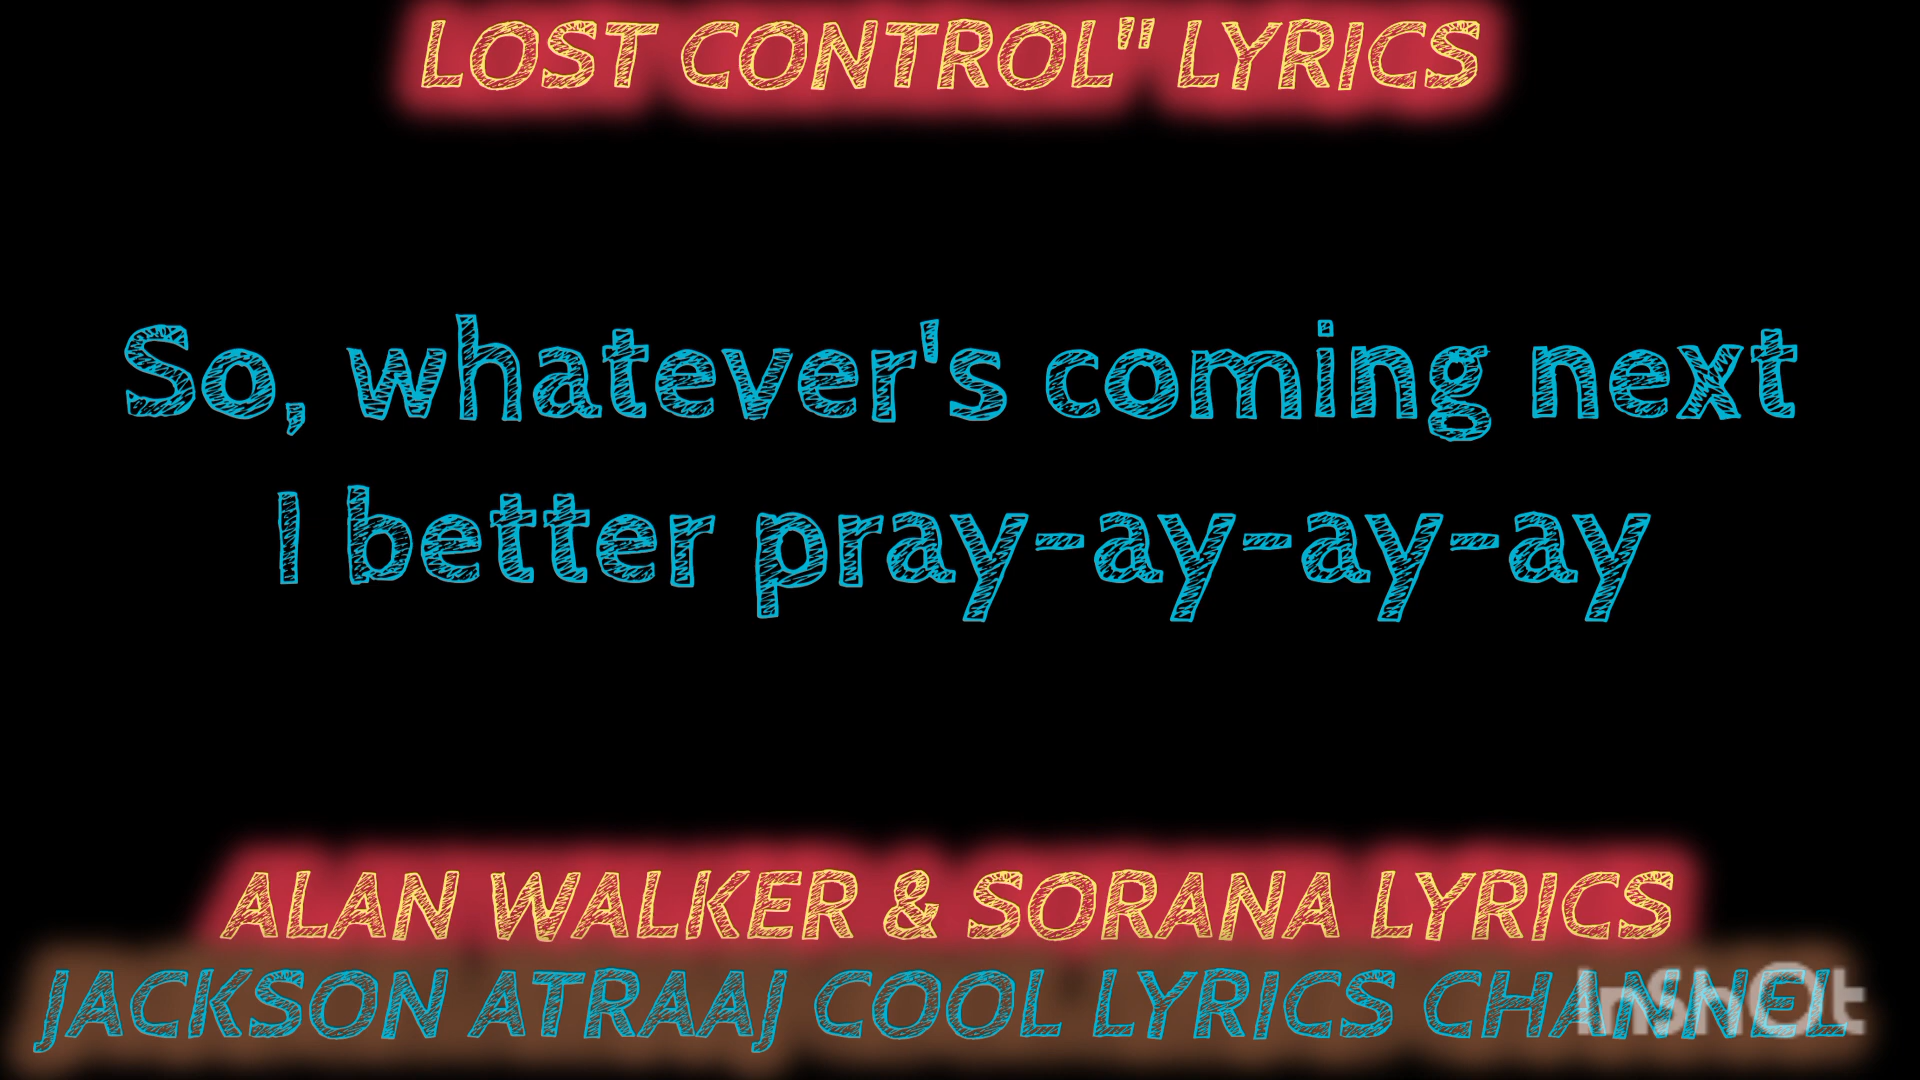 LOST CONTROL" LYRICS
So, whatever's coming next
I better pray-ay-ay-ay
ALAN WALKER & SORANA LYRICS
JACKSON ATRAAJ COOL LYRICS CHANNEL
InShOt